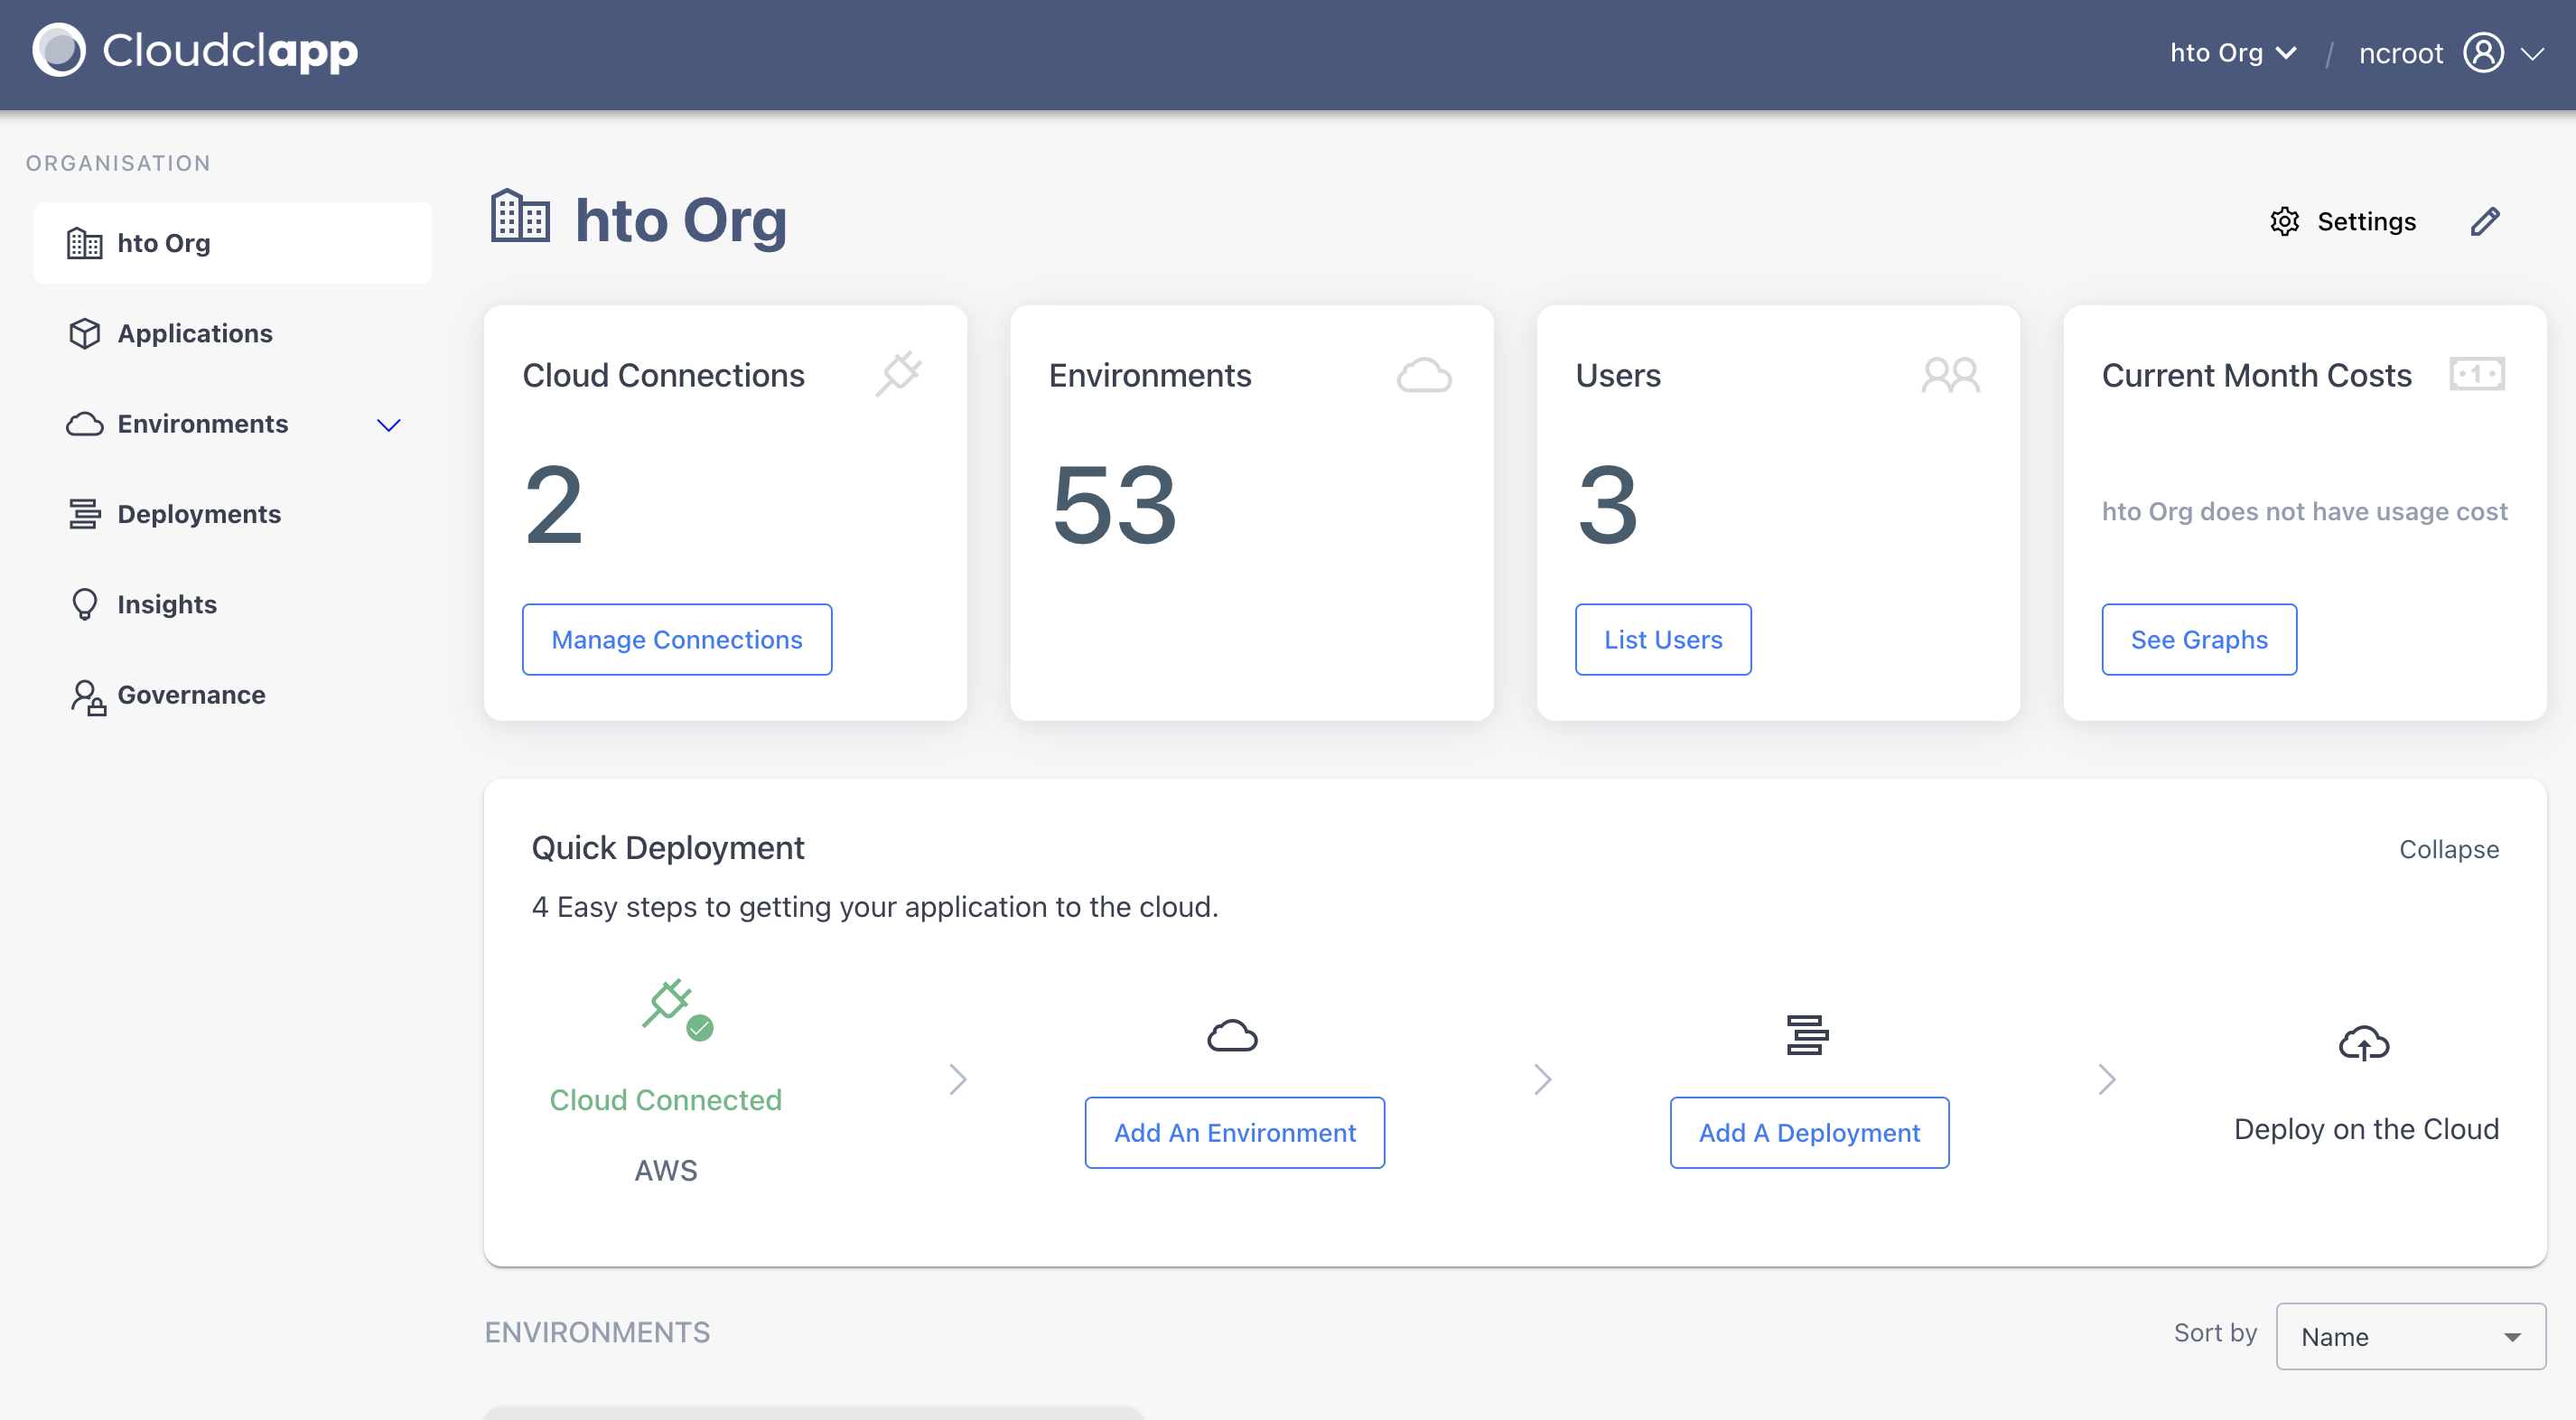 Cloudclapp
hto Org / ncroot
ORGANISATION
hto Org
Applications
Environments
Deployments
Insights
Governance
hto Org
Settings
Cloud Connections
2
Manage Connections
Environments
53
Users
3
List Users
Current Month Costs
1
hto Org does not have usage cost
See Graphs
Quick Deployment
Collapse
4 Easy steps to getting your application to the cloud.
Cloud Connected
AWS
Add An Environment
Add A Deployment
Deploy on the Cloud
ENVIRONMENTS
Sort by
Name